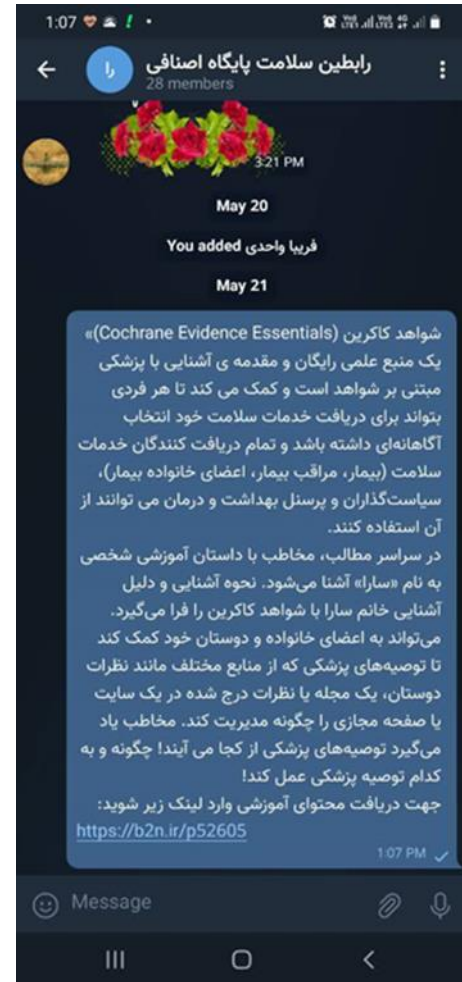 1:07
رابطین سلامت پایگاه اصنافی
را
28 members
3:21 PM
May 20
You added فریبا واحدی
May 21
شواهد کاکرین (Cochrane Evidence Essentials)»
یک منبع علمی رایگان و مقدمه ی آشنایی با پزشکی
مبتنی بر شواهد است و کمک می کند تا هر فردی
بتواند برای دریافت خدمات سلامت خود انتخاب
آگاهانه‌ای داشته باشد و تمام دریافت کنندگان خدمات
سلامت (بیمار، مراقب بیمار، اعضای خانواده بیمار)،
سیاست‌گذاران و پرسنل بهداشت و درمان می توانند از
آن استفاده کنند.
در سراسر مطالب، مخاطب با داستان آموزشی شخصی
به نام «سارا» آشنا می‌شود. نحوه آشنایی و دلیل
آشنایی خانم سارا با شواهد کاکرین را فرا می‌گیرد.
می‌تواند به اعضای خانواده و دوستان خود کمک کند
تا توصیه‌های پزشکی که از منابع مختلف مانند نظرات
دوستان، یک مجله یا نظرات درج شده در یک سایت
یا صفحه مجازی را چگونه مدیریت کند. مخاطب یاد
می‌گیرد توصیه‌های پزشکی از کجا می آیند! چگونه و به
کدام توصیه پزشکی عمل کند!
جهت دریافت محتوای آموزشی وارد لینک زیر شوید:
https://b2n.ir/p52605
1:07 PM
Message